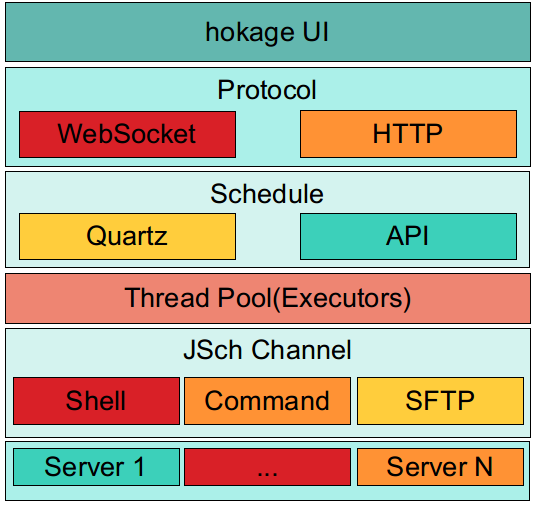 hokage UI
Protocol
WebSocket HTTP
Schedule
Quartz API
Thread Pool(Executors)
JSch Channel
Shell Command SFTP
Server 1 ... Server N